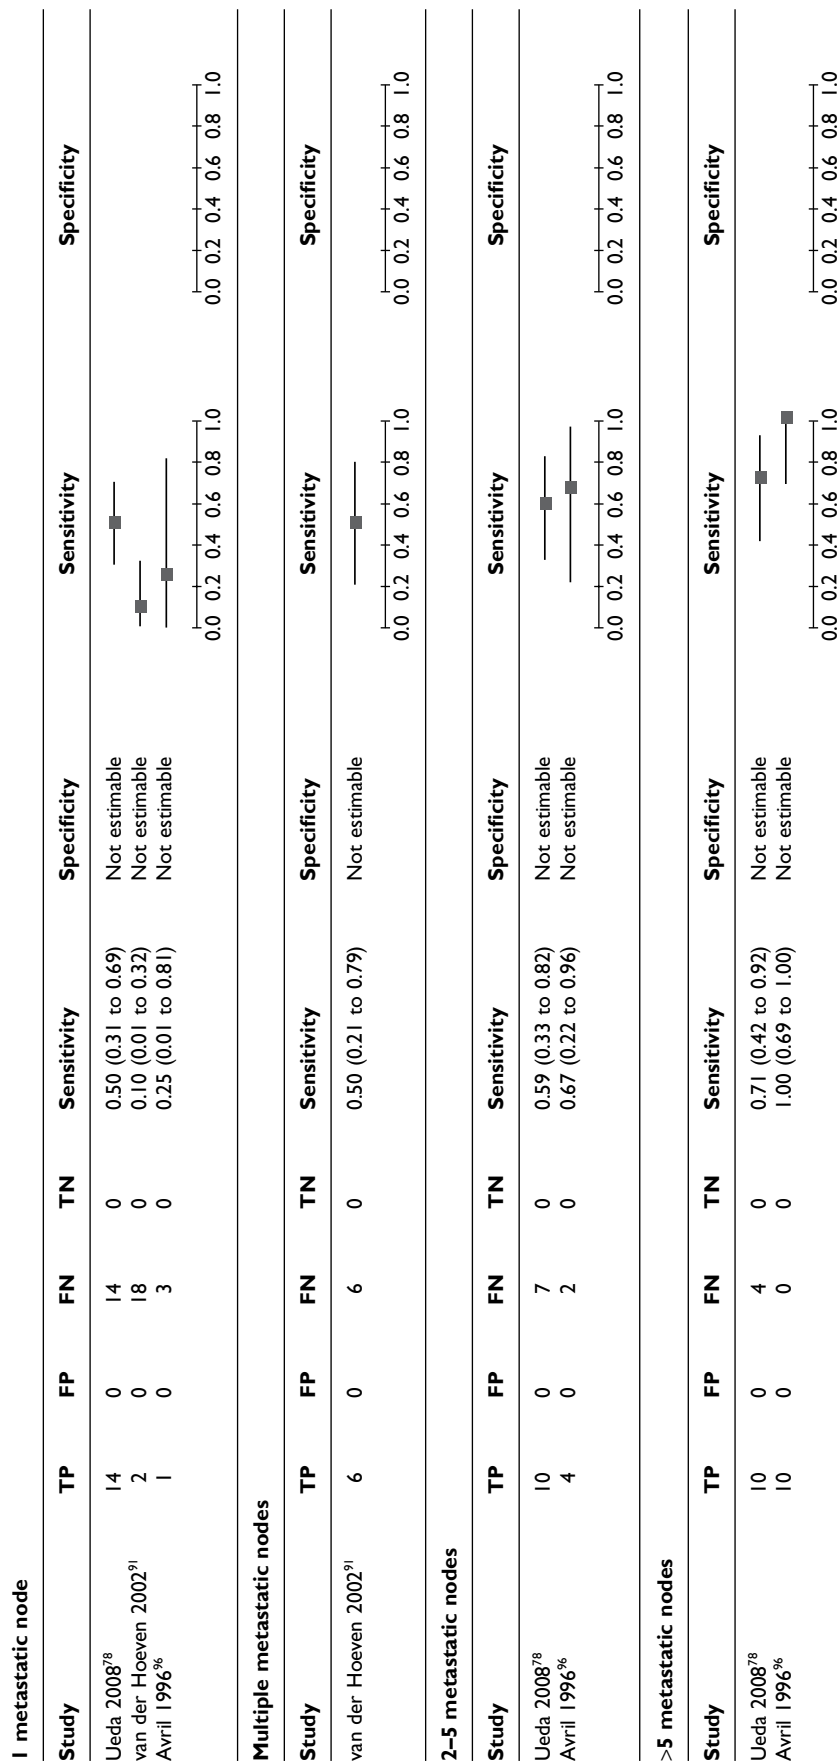 1 metastatic node
Study TP FP FN TN Sensitivity Specificity Sensitivity Specificity
Ueda 2008⁷⁸ 14 0 14 0 0.50 (0.31 to 0.69) Not estimable
van der Hoeven 2002⁹¹ 2 0 18 0 0.10 (0.01 to 0.32) Not estimable
Avril 1996⁹⁶ 1 0 3 0 0.25 (0.01 to 0.81) Not estimable
0.0 0.2 0.4 0.6 0.8 1.0 0.0 0.2 0.4 0.6 0.8 1.0
Multiple metastatic nodes
Study TP FP FN TN Sensitivity Specificity Sensitivity Specificity
van der Hoeven 2002⁹¹ 6 0 6 0 0.50 (0.21 to 0.79) Not estimable
0.0 0.2 0.4 0.6 0.8 1.0 0.0 0.2 0.4 0.6 0.8 1.0
2–5 metastatic nodes
Study TP FP FN TN Sensitivity Specificity Sensitivity Specificity
Ueda 2008⁷⁸ 10 0 7 0 0.59 (0.33 to 0.82) Not estimable
Avril 1996⁹⁶ 4 0 2 0 0.67 (0.22 to 0.96) Not estimable
0.0 0.2 0.4 0.6 0.8 1.0 0.0 0.2 0.4 0.6 0.8 1.0
>5 metastatic nodes
Study TP FP FN TN Sensitivity Specificity Sensitivity Specificity
Ueda 2008⁷⁸ 10 0 4 0 0.71 (0.42 to 0.92) Not estimable
Avril 1996⁹⁶ 10 0 0 0 1.00 (0.69 to 1.00) Not estimable
0.0 0.2 0.4 0.6 0.8 1.0 0.0 0.2 0.4 0.6 0.8 1.0